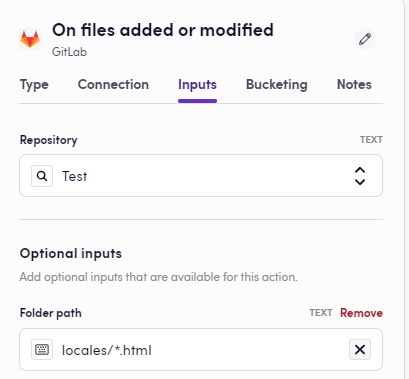 On files added or modified
GitLab
Type Connection Inputs Bucketing Notes
Repository TEXT
Test
Optional inputs
Add optional inputs that are available for this action.
Folder path TEXT Remove
locales/*.html